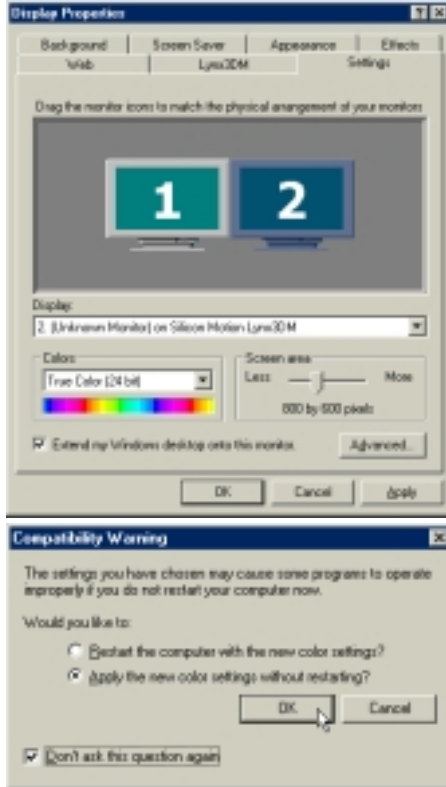 Display Properties
Background
Screen Saver
Appearance
Effects
Web
Lynx3DM
Settings
Drag the monitor icons to match the physical arrangement of your monitors
1
2
Display:
2. (Unknown Monitor) on Silicon Motion Lynx3DM
Colors
True Color (24 bit)
Screen area
Less
More
800 by 600 pixels
Extend my Windows desktop onto this monitor.
Advanced...
OK
Cancel
Apply
Compatibility Warning
The settings you have chosen may cause some programs to operate
improperly if you do not restart your computer now.
Would you like to:
Restart the computer with the new color settings?
Apply the new color settings without restarting?
OK
Cancel
Don't ask this question again